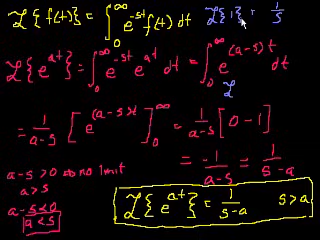 ℒ{f(t)} = ∫₀^∞ e^{-st} f(t) dt
ℒ{1} = 1/s
ℒ{e^{at}} = ∫₀^∞ e^{-st} e^{at} dt = ∫₀^∞ e^{(a-s)t} dt
ℒ
= 1/(a-s) [e^{(a-s)t}]₀^∞ = 1/(a-s) [0 - 1]
a-s>0 ⇒ no limit
a>s
= -1/(a-s) = 1/(s-a)
a-s<0
a<s
ℒ{e^{at}} = 1/(s-a) s>a